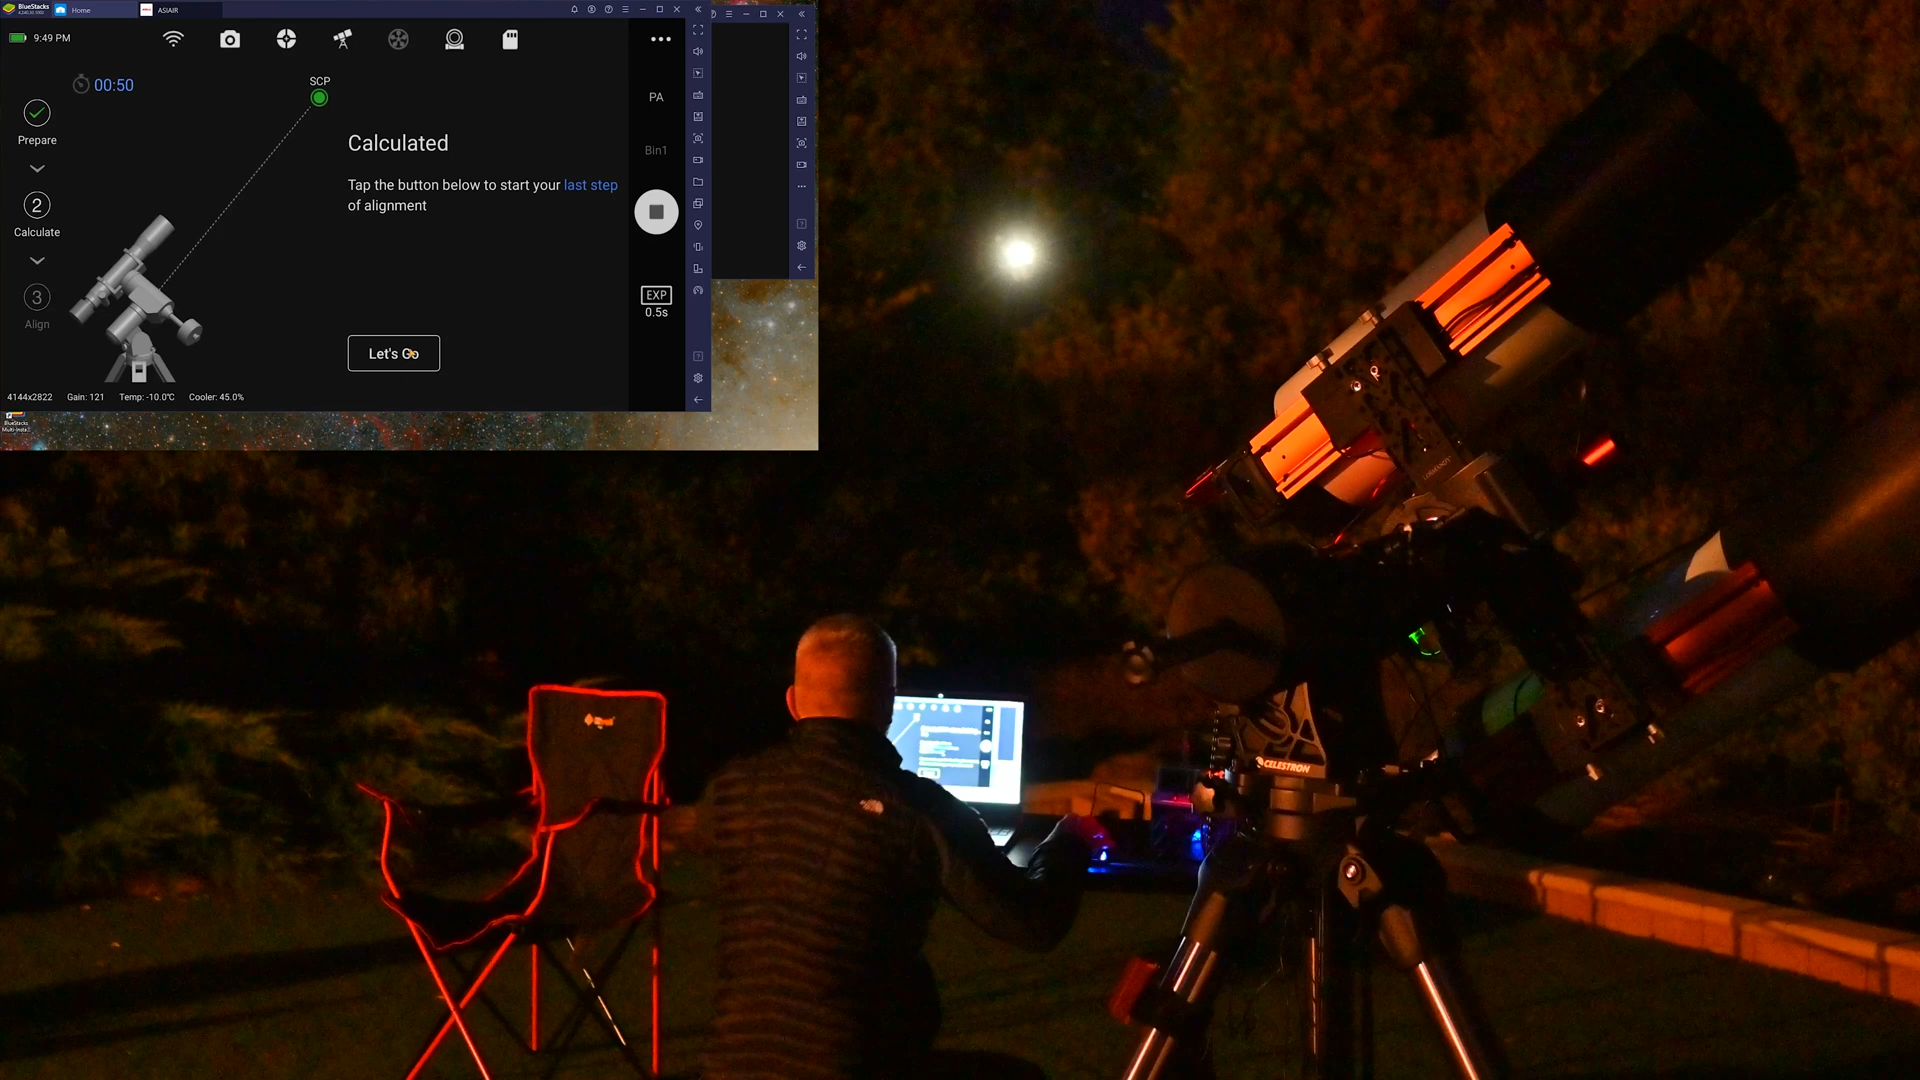 BlueStacks
Home
ASIAIR
9:49 PM
00:50
SCP
Prepare
2
Calculate
3
Align
Calculated
Tap the button below to start your last step
of alignment
Let's Go
PA
Bin1
EXP
0.5s
4144x2822 Gain: 121 Temp: -10.0℃ Cooler: 45.0%
BlueStacks
CELESTRON